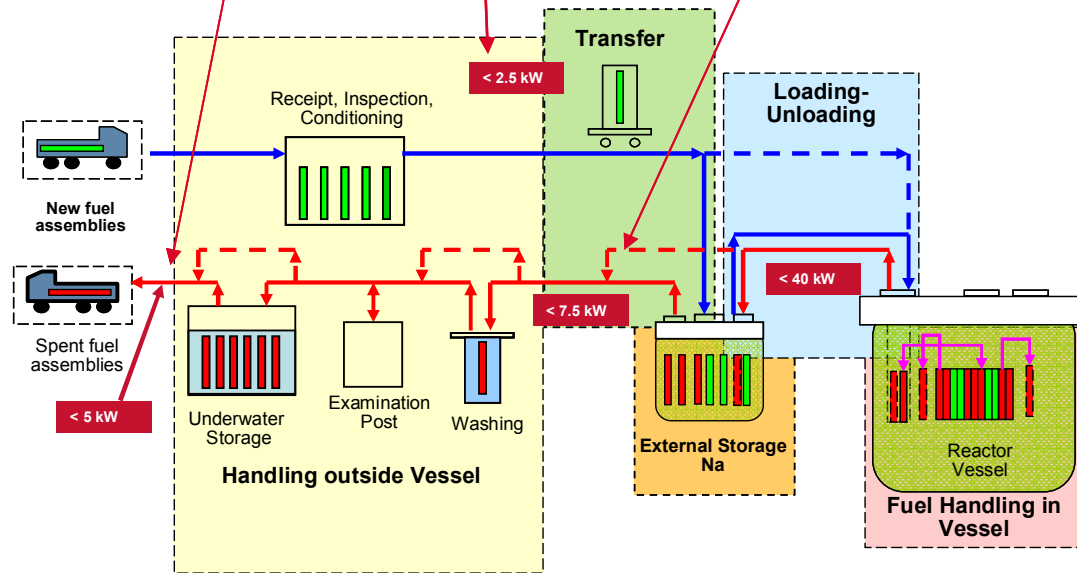 Transfer
< 2.5 kW
Loading-
Unloading
Receipt, Inspection,
Conditioning
New fuel
assemblies
< 40 kW
< 7.5 kW
Spent fuel
assemblies
< 5 kW
Underwater
Storage
Examination
Post
Washing
External Storage
Na
Reactor
Vessel
Handling outside Vessel
Fuel Handling in
Vessel